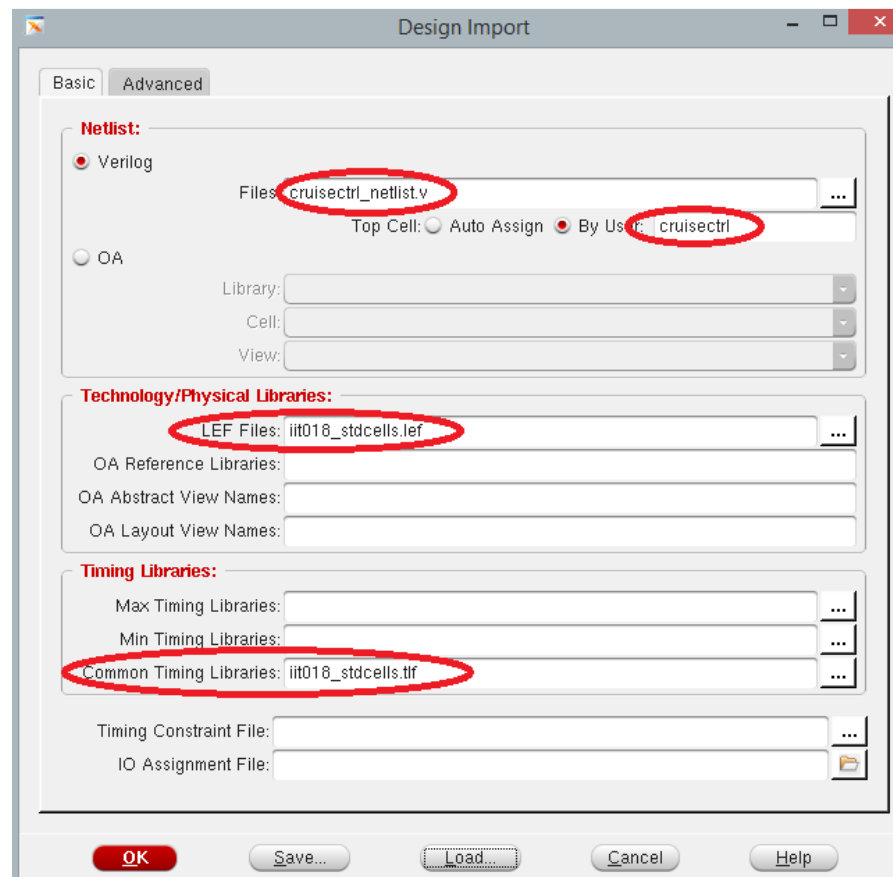 Design Import
Basic Advanced
Netlist:
Verilog
Files: cruisectrl_netlist.v ...
Top Cell: Auto Assign By User: cruisectrl
OA
Library:
Cell:
View:
Technology/Physical Libraries:
LEF Files: iit018_stdcells.lef ...
OA Reference Libraries:
OA Abstract View Names:
OA Layout View Names:
Timing Libraries:
Max Timing Libraries: ...
Min Timing Libraries: ...
Common Timing Libraries: iit018_stdcells.tlf ...
Timing Constraint File: ...
IO Assignment File:
OK Save... Load... Cancel Help